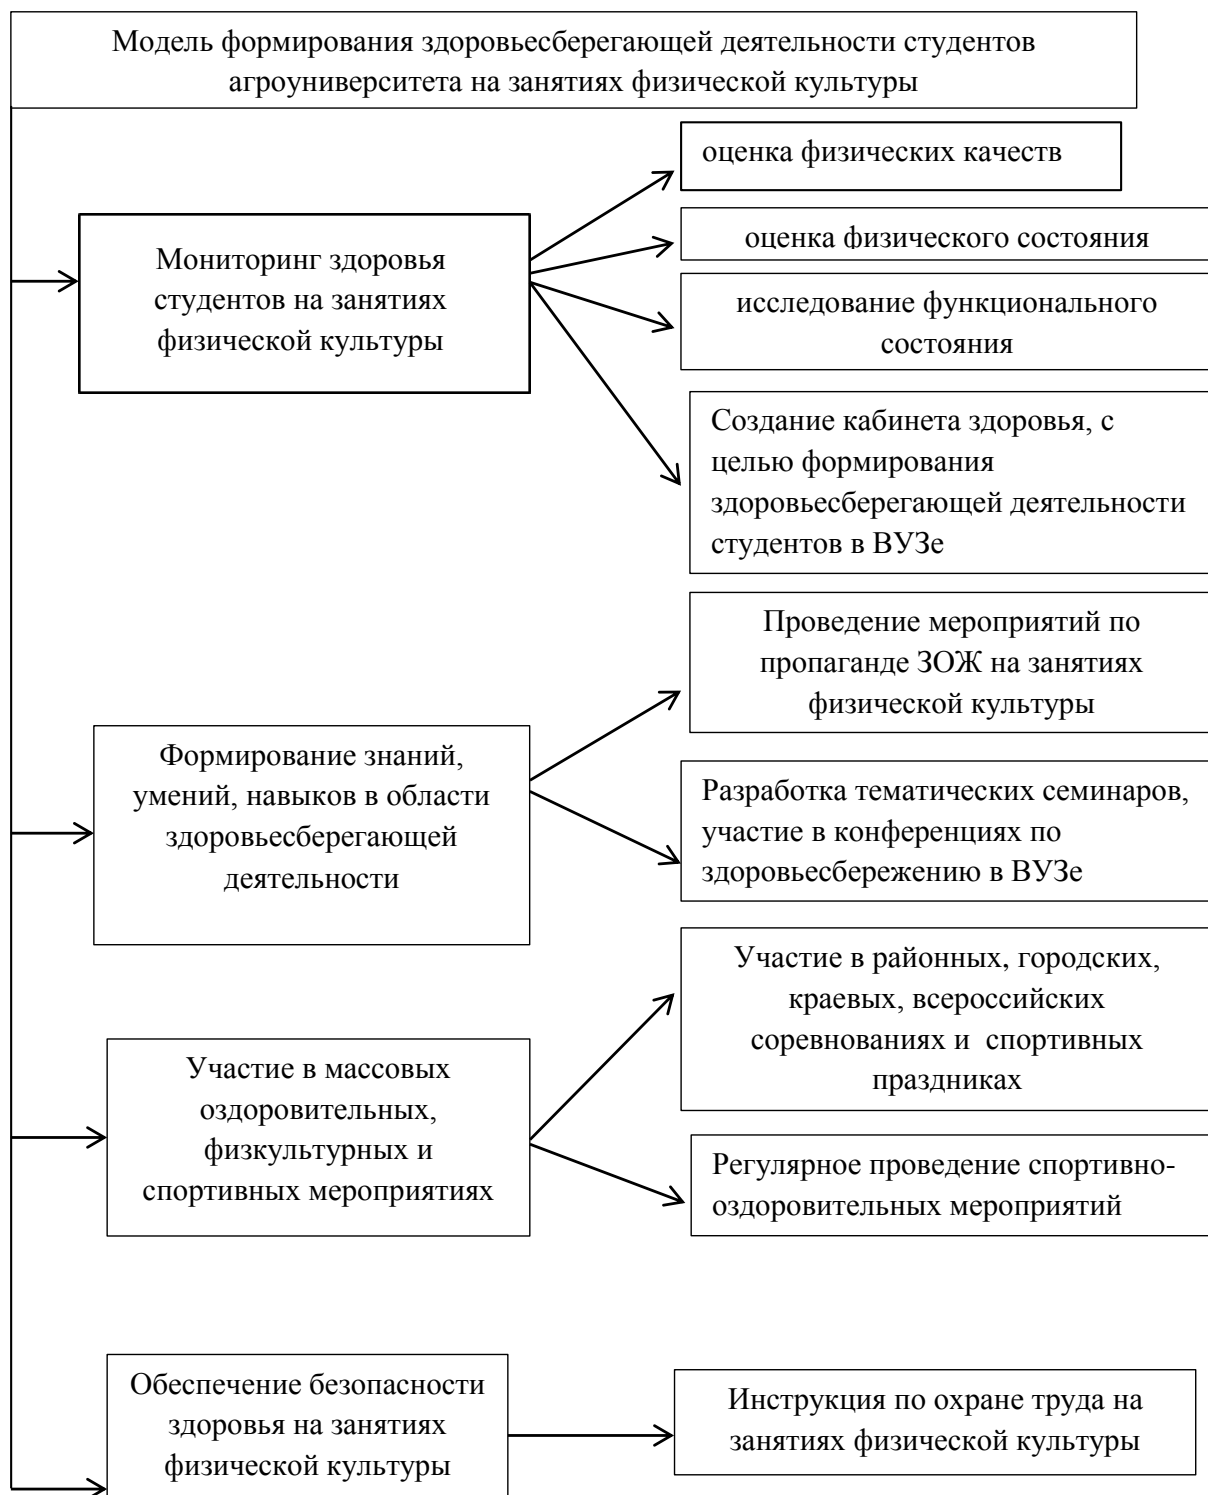 Модель формирования здоровьесберегающей деятельности студентов
агроуниверситета на занятиях физической культуры
Мониторинг здоровья
студентов на занятиях
физической культуры
оценка физических качеств
оценка физического состояния
исследование функционального
состояния
Создание кабинета здоровья, с
целью формирования
здоровьесберегающей деятельности
студентов в ВУЗе
Формирование знаний,
умений, навыков в области
здоровьесберегающей
деятельности
Проведение мероприятий по
пропаганде ЗОЖ на занятиях
физической культуры
Разработка тематических семинаров,
участие в конференциях по
здоровьесбережению в ВУЗе
Участие в массовых
оздоровительных,
физкультурных и
спортивных мероприятиях
Участие в районных, городских,
краевых, всероссийских
соревнованиях и  спортивных
праздниках
Регулярное проведение спортивно-
оздоровительных мероприятий
Обеспечение безопасности
здоровья на занятиях
физической культуры
Инструкция по охране труда на
занятиях физической культуры